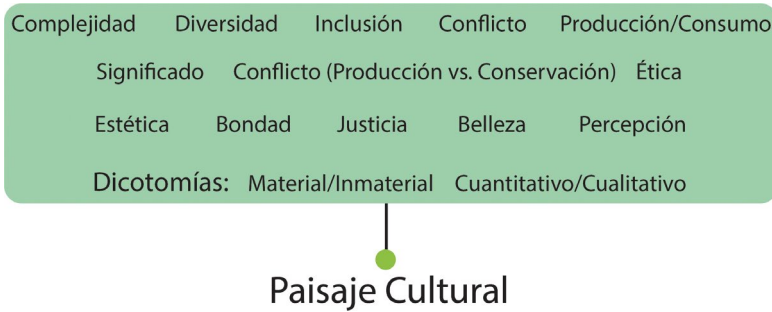 Complejidad Diversidad Inclusión Conflicto Producción/Consumo
Significado Conflicto (Producción vs. Conservación) Ética
Estética Bondad Justicia Belleza Percepción
Dicotomías: Material/Inmaterial Cuantitativo/Cualitativo
Paisaje Cultural